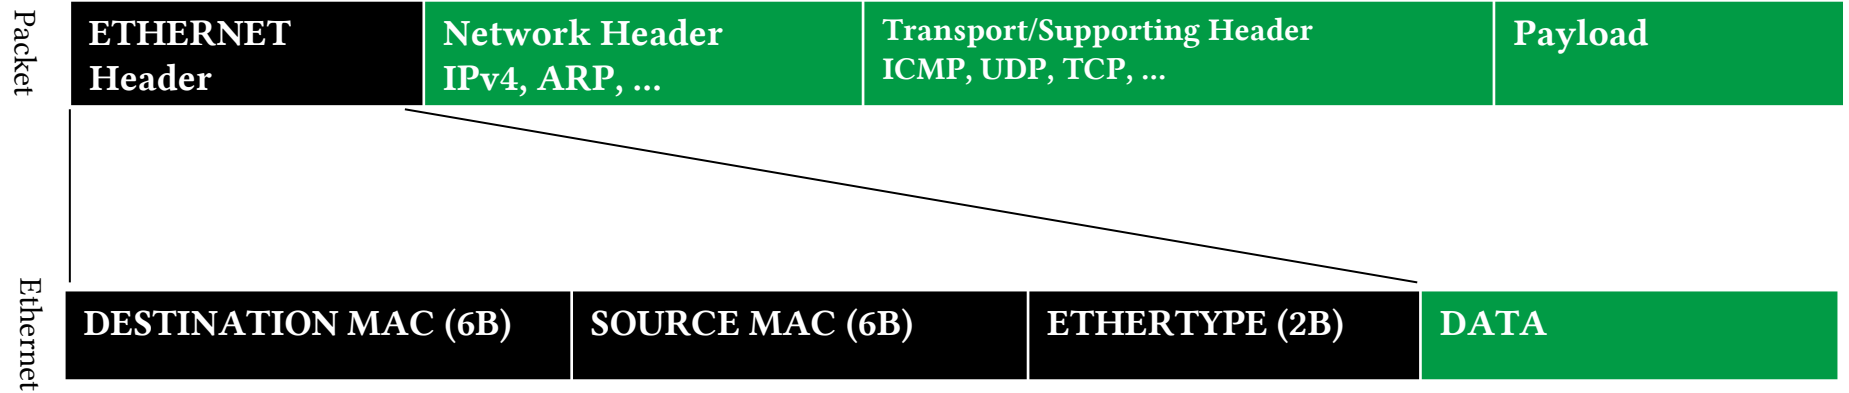 Packet
ETHERNET
Header
Network Header
IPv4, ARP, ...
Transport/Supporting Header
ICMP, UDP, TCP, ...
Payload
Ethernet
DESTINATION MAC (6B)
SOURCE MAC (6B)
ETHERTYPE (2B)
DATA